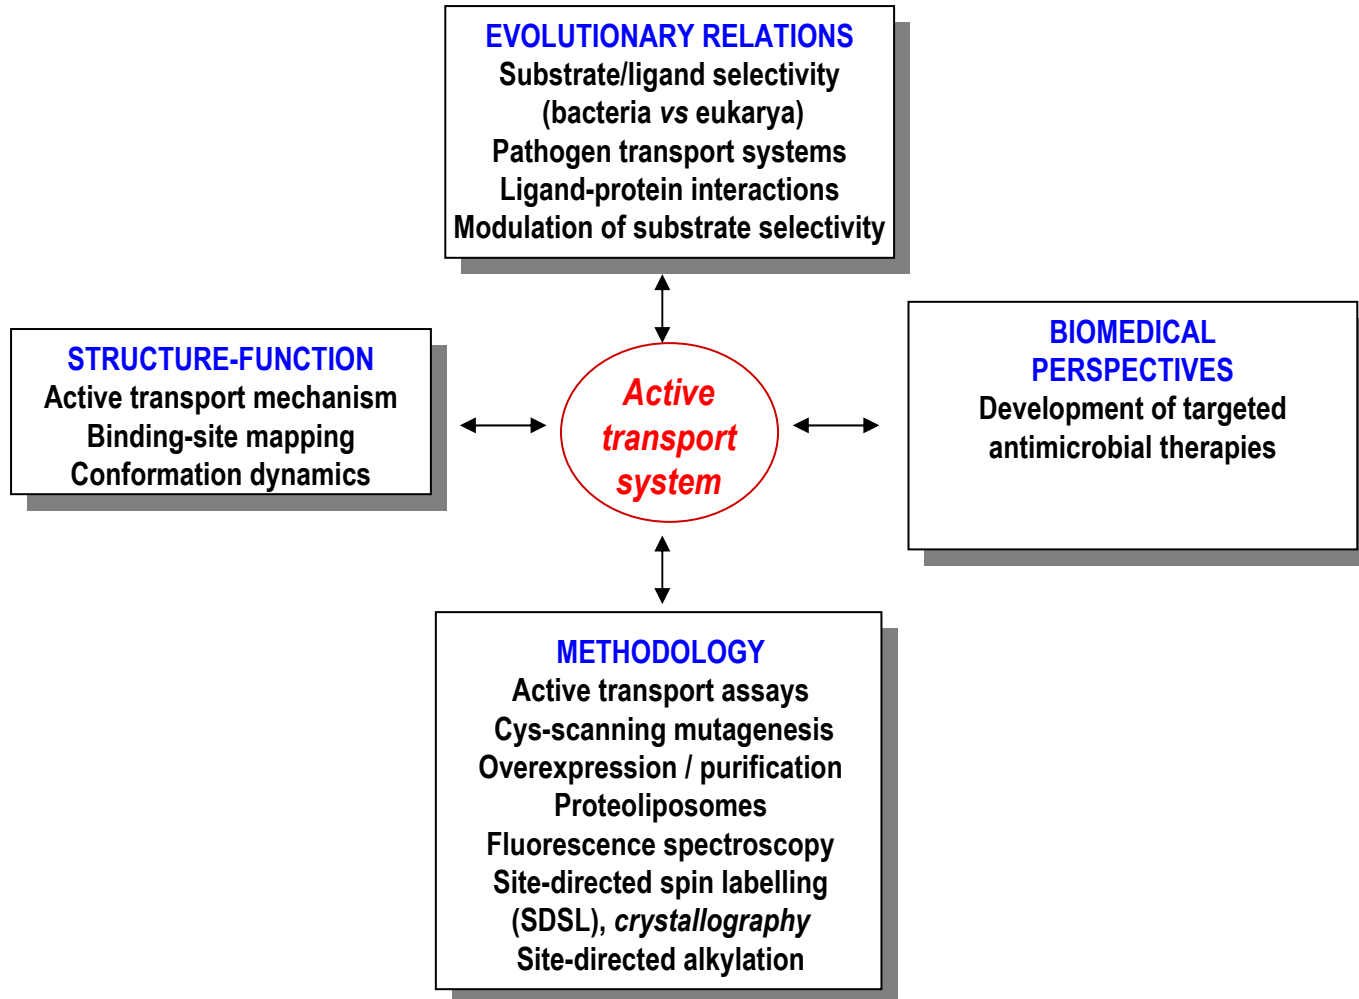 EVOLUTIONARY RELATIONS
Substrate/ligand selectivity
(bacteria vs eukarya)
Pathogen transport systems
Ligand-protein interactions
Modulation of substrate selectivity
STRUCTURE-FUNCTION
Active transport mechanism
Binding-site mapping
Conformation dynamics
Active
transport
system
BIOMEDICAL
PERSPECTIVES
Development of targeted
antimicrobial therapies
METHODOLOGY
Active transport assays
Cys-scanning mutagenesis
Overexpression / purification
Proteoliposomes
Fluorescence spectroscopy
Site-directed spin labelling
(SDSL), crystallography
Site-directed alkylation